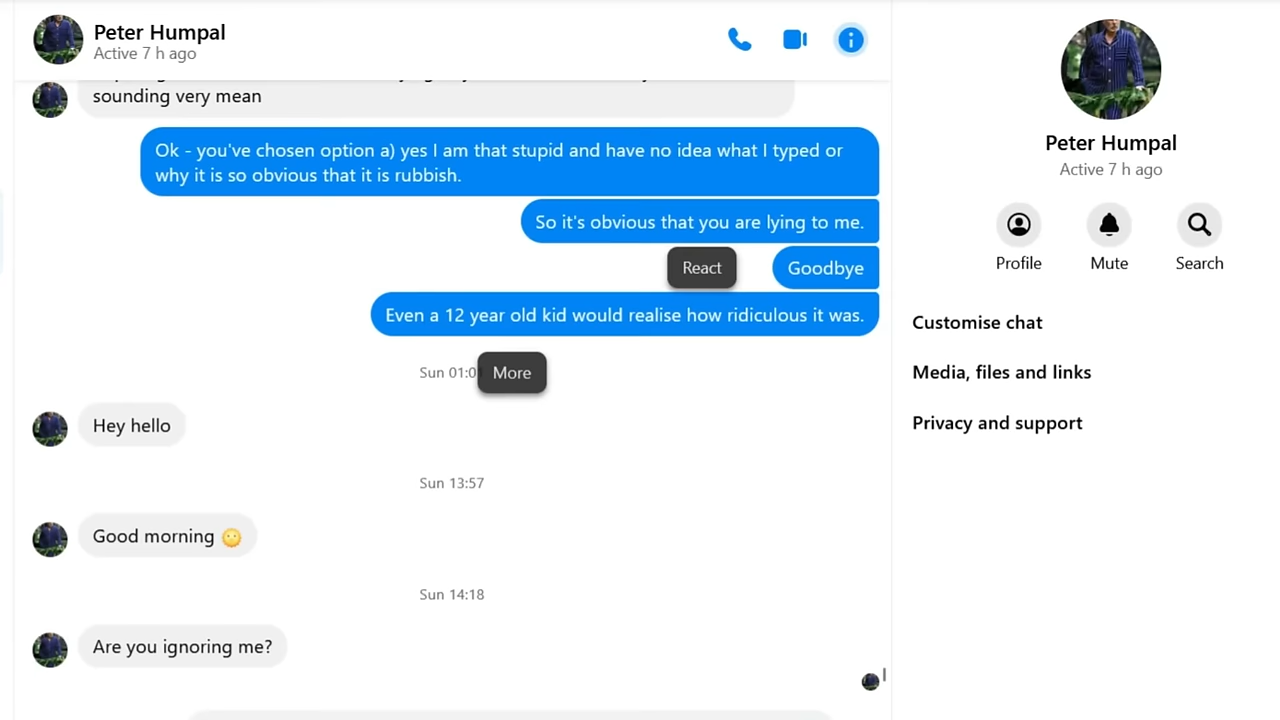 Peter Humpal
Active 7 h ago
sounding very mean
Ok - you've chosen option a) yes I am that stupid and have no idea what I typed or
why it is so obvious that it is rubbish.
So it's obvious that you are lying to me.
React
Goodbye
Even a 12 year old kid would realise how ridiculous it was.
Sun 01:0
More
Hey hello
Sun 13:57
Good morning 😶
Sun 14:18
Are you ignoring me?
Peter Humpal
Active 7 h ago
Profile Mute Search
Customise chat
Media, files and links
Privacy and support